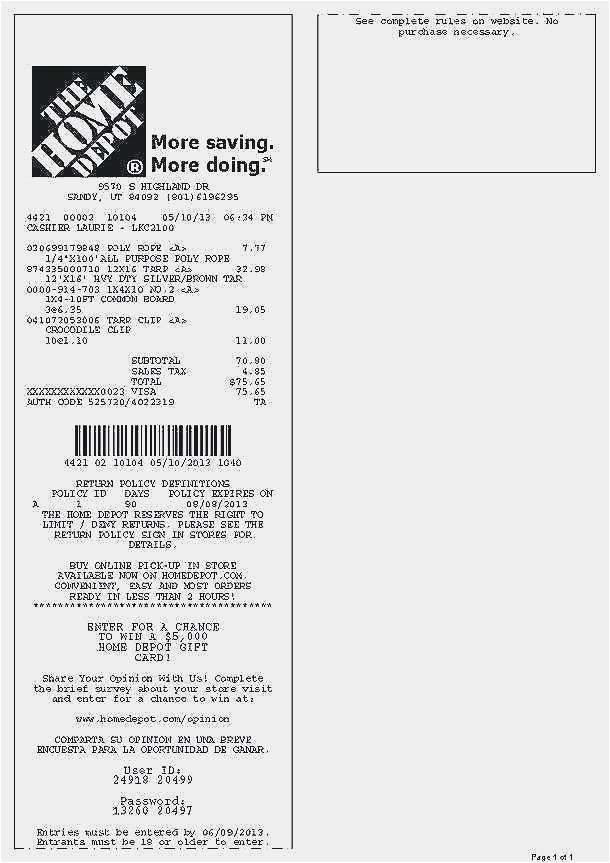 THE
HOME
DEPOT
®
More saving.
More doing.℠
9570 S HIGHLAND DR
SANDY, UT 84092 (801)6196295
4421 00002 10104 05/10/13 06:34 PM
CASHIER LAURIE - LKC2100
030699179848 POLY ROPE <A> 7.77
1/4"X100'ALL PURPOSE POLY ROPE
874235000710 12X16 TARP <A> 32.98
12'X16' HVY DTY SILVER/BROWN TAR
0000-914-703 1X4X10 NO.2 <A>
1X4-10FT COMMON BOARD
3@6.35 19.05
041072053006 TARP CLIP <A>
CROCODILE CLIP
10@1.10 11.00
SUBTOTAL 70.80
SALES TAX 4.85
TOTAL $75.65
XXXXXXXXXXXX0023 VISA 75.65
AUTH CODE 525720/4022319 TA
4421 02 10104 05/10/2013 1640
RETURN POLICY DEFINITIONS
POLICY ID DAYS POLICY EXPIRES ON
A 1 90 08/08/2013
THE HOME DEPOT RESERVES THE RIGHT TO
LIMIT / DENY RETURNS. PLEASE SEE THE
RETURN POLICY SIGN IN STORES FOR
DETAILS.
BUY ONLINE PICK-UP IN STORE
AVAILABLE NOW ON HOMEDEPOT.COM.
CONVENIENT, EASY AND MOST ORDERS
READY IN LESS THAN 2 HOURS!
****************************************
ENTER FOR A CHANCE
TO WIN A $5,000
HOME DEPOT GIFT
CARD!
Share Your Opinion With Us! Complete
the brief survey about your store visit
and enter for a chance to win at:
www.homedepot.com/opinion
COMPARTA SU OPINION EN UNA BREVE
ENCUESTA PARA LA OPORTUNIDAD DE GANAR.
User ID:
24918 20499
Password:
13260 20497
Entries must be entered by 06/09/2013.
Entrants must be 18 or older to enter.
See complete rules on website. No
purchase necessary.
Page 1 of 1